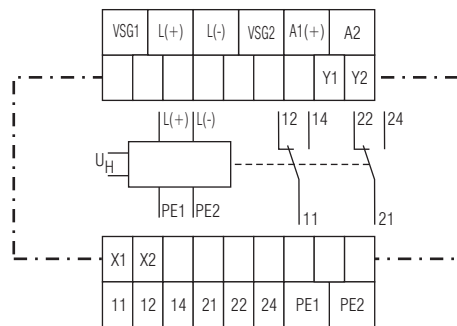 VSG1 L(+) L(-) VSG2 A1(+) A2
Y1 Y2
L(+) L(-) 12 14 22 24
UH
PE1 PE2 11 21
X1 X2
11 12 14 21 22 24 PE1 PE2